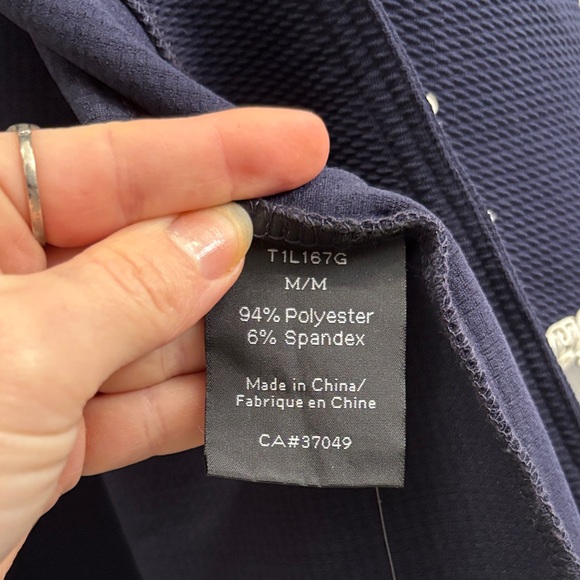 T1L167G
M/M
94% Polyester
6% Spandex
Made in China/
Fabrique en Chine
CA#37049